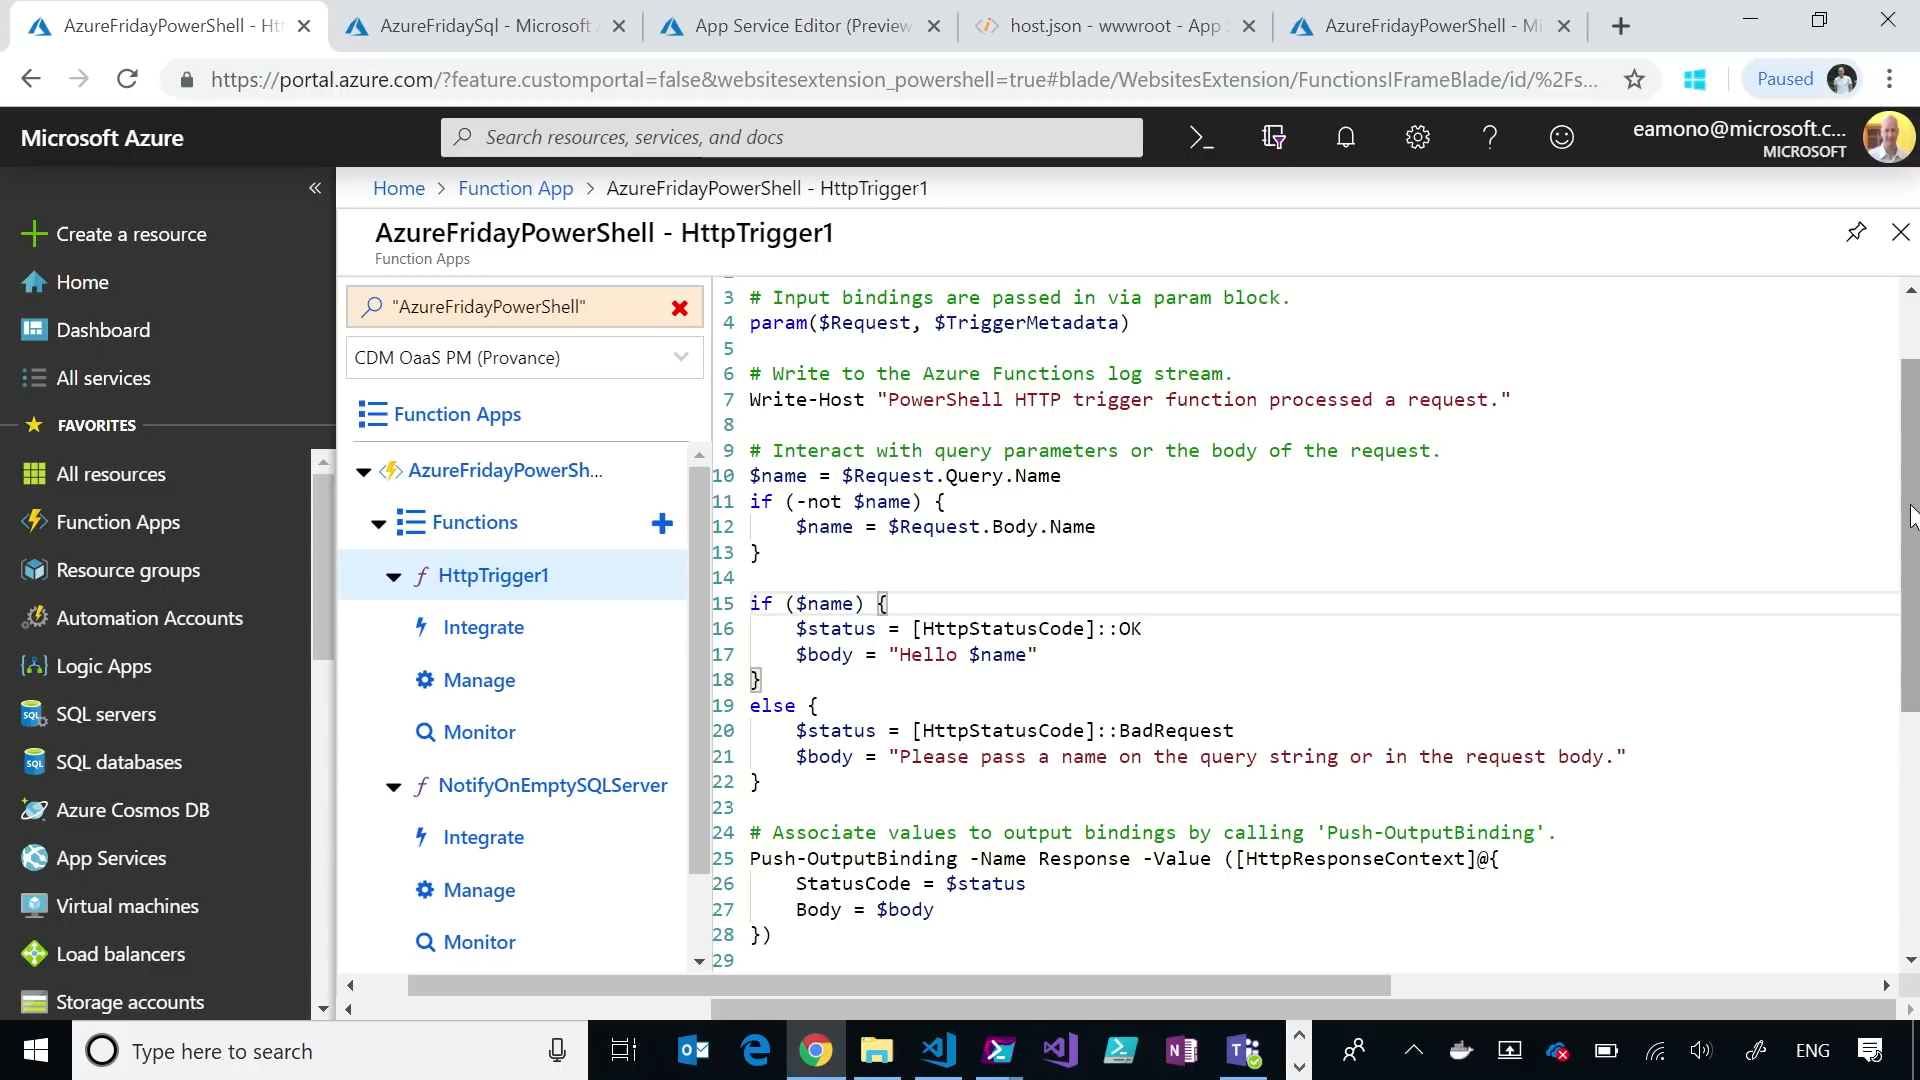 AzureFridayPowerShell - Htt
AzureFridaySql - Microsoft
App Service Editor (Preview
host.json - wwwroot - App
AzureFridayPowerShell - Mi
https://portal.azure.com/?feature.customportal=false&websitesextension_powershell=true#blade/WebsitesExtension/FunctionsIFrameBlade/id/%2Fs...
Paused
Microsoft Azure
Search resources, services, and docs
eamono@microsoft.c...
MICROSOFT
Create a resource
Home
Dashboard
All services
FAVORITES
All resources
Function Apps
Resource groups
Automation Accounts
Logic Apps
SQL servers
SQL databases
Azure Cosmos DB
App Services
Virtual machines
Load balancers
Storage accounts
Home > Function App > AzureFridayPowerShell - HttpTrigger1
AzureFridayPowerShell - HttpTrigger1
Function Apps
"AzureFridayPowerShell"
CDM OaaS PM (Provance)
Function Apps
AzureFridayPowerSh...
Functions
HttpTrigger1
Integrate
Manage
Monitor
NotifyOnEmptySQLServer
Integrate
Manage
Monitor
3 # Input bindings are passed in via param block.
4 param($Request, $TriggerMetadata)
5
6 # Write to the Azure Functions log stream.
7 Write-Host "PowerShell HTTP trigger function processed a request."
8
9 # Interact with query parameters or the body of the request.
10 $name = $Request.Query.Name
11 if (-not $name) {
12     $name = $Request.Body.Name
13 }
14
15 if ($name) {
16     $status = [HttpStatusCode]::OK
17     $body = "Hello $name"
18 }
19 else {
20     $status = [HttpStatusCode]::BadRequest
21     $body = "Please pass a name on the query string or in the request body."
22 }
23
24 # Associate values to output bindings by calling 'Push-OutputBinding'.
25 Push-OutputBinding -Name Response -Value ([HttpResponseContext]@{
26     StatusCode = $status
27     Body = $body
28 })
29
Type here to search
ENG